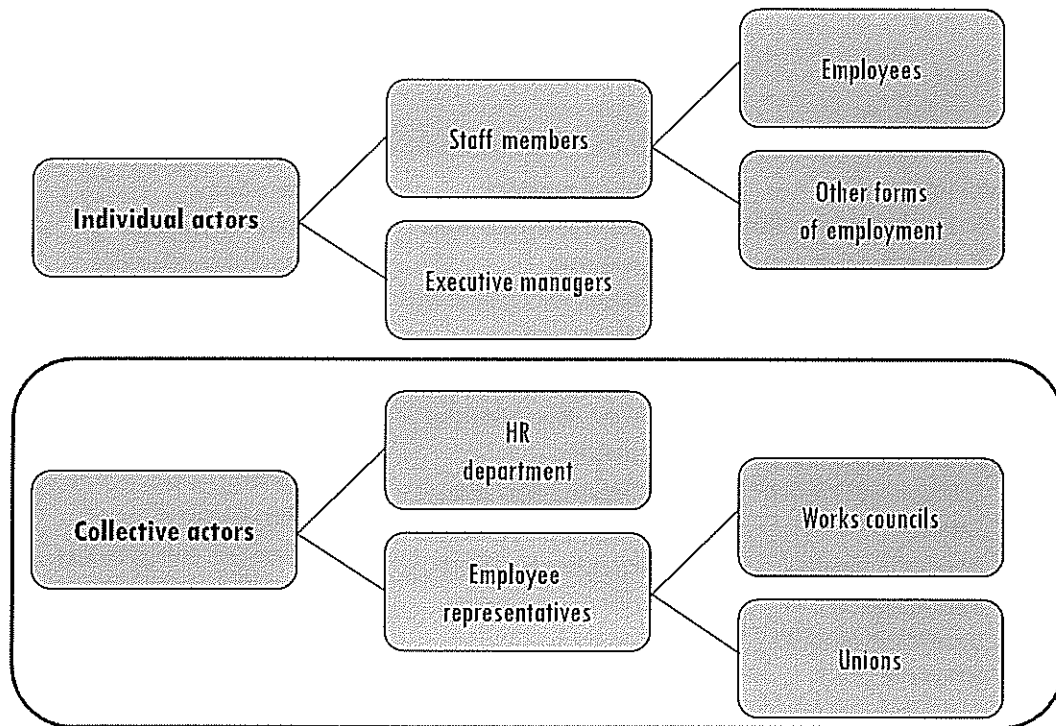 Employees
Staff members
Other forms
of employment
Individual actors
Executive managers
HR
department
Collective actors
Works councils
Employee
representatives
Unions